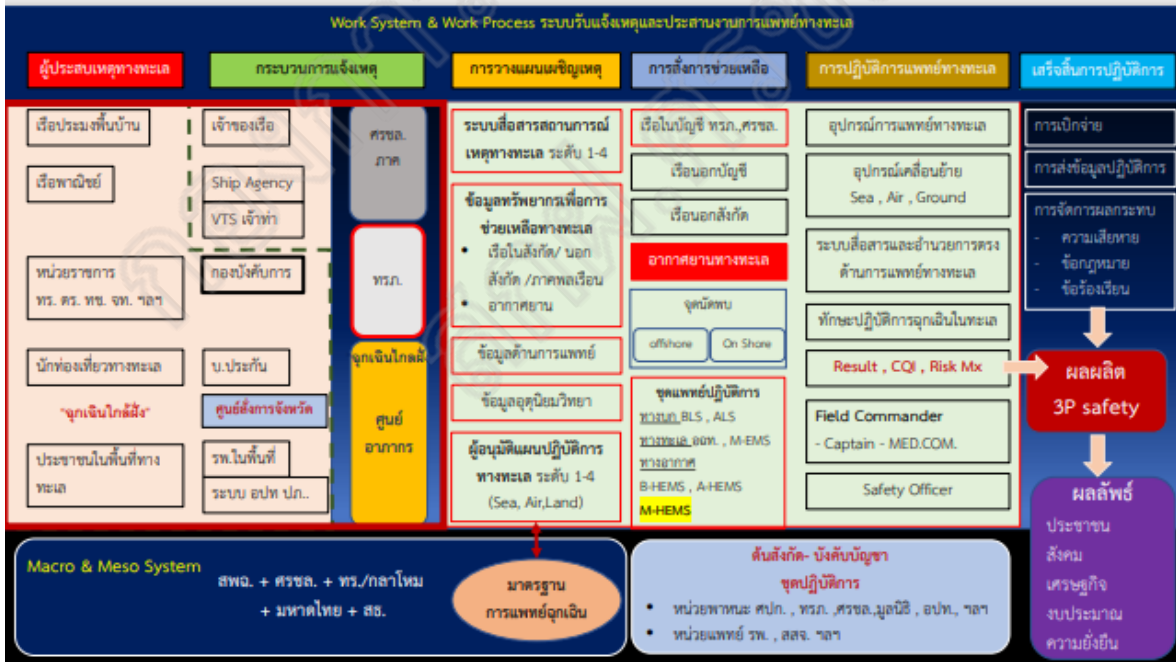 Work System & Work Process ระบบรับแจ้งเหตุและประสานงานการแพทย์ทางทะเล
ผู้ประสบเหตุทางทะเล
กระบวนการแจ้งเหตุ
การวางแผนเผชิญเหตุ
การสั่งการช่วยเหลือ
การปฏิบัติการแพทย์ทางทะเล
เสร็จสิ้นการปฏิบัติการ
เรือประมงพื้นบ้าน
เรือพาณิชย์
หน่วยราชการ
ทร. ตร. ทช. จท. ฯลฯ
นักท่องเที่ยวทางทะเล
"ฉุกเฉินใกล้ฝั่ง"
ประชาชนในพื้นที่ทาง
ทะเล
เจ้าของเรือ
Ship Agency
VTS เจ้าท่า
กองบังคับการ
บ.ประกัน
ศูนย์สั่งการจังหวัด
รพ.ในพื้นที่
ระบบ อปท ปภ..
ศรชล.
ภาค
ทรภ.
ฉุกเฉินใกล้ฝั่
ศูนย์
อาภากร
ระบบสื่อสารสถานการณ์
เหตุทางทะเล ระดับ 1-4
ข้อมูลทรัพยากรเพื่อการ
ช่วยเหลือทางทะเล
• เรือในสังกัด/ นอก
สังกัด /ภาคพลเรือน
• อากาศยาน
ข้อมูลด้านการแพทย์
ข้อมูลอุตุนิยมวิทยา
ผู้อนุมัติแผนปฏิบัติการ
ทางทะเล ระดับ 1-4
(Sea, Air,Land)
เรือในบัญชี ทรภ.,ศรชล.
เรือนอกบัญชี
เรือนอกสังกัด
อากาศยานทางทะเล
จุดนัดพบ
offshore
On Shore
ชุดแพทย์ปฏิบัติการ
ทางบก BLS , ALS
ทางทะเล ฉฉท. , M-EMS
ทางอากาศ
B-HEMS , A-HEMS
M-HEMS
อุปกรณ์การแพทย์ทางทะเล
อุปกรณ์เคลื่อนย้าย
Sea , Air , Ground
ระบบสื่อสารและอำนวยการตรง
ด้านการแพทย์ทางทะเล
ทักษะปฏิบัติการฉุกเฉินในทะเล
Result , CQI , Risk Mx
Field Commander
- Captain - MED.COM.
Safety Officer
การเบิกจ่าย
การส่งข้อมูลปฏิบัติการ
การจัดการผลกระทบ
- ความเสียหาย
- ข้อกฎหมาย
- ข้อร้องเรียน
ผลผลิต
3P safety
ผลลัพธ์
ประชาชน
สังคม
เศรษฐกิจ
งบประมาณ
ความยั่งยืน
Macro & Meso System
สพฉ. + ศรชล. + ทร./กลาโหม
+ มหาดไทย + สธ.
มาตรฐาน
การแพทย์ฉุกเฉิน
ต้นสังกัด- บังคับบัญชา
ชุดปฏิบัติการ
• หน่วยพาหนะ ศปก. , ทรภ. ,ศรชล.,มูลนิธิ , อปท., ฯลฯ
• หน่วยแพทย์ รพ. , สสจ. ฯลฯ